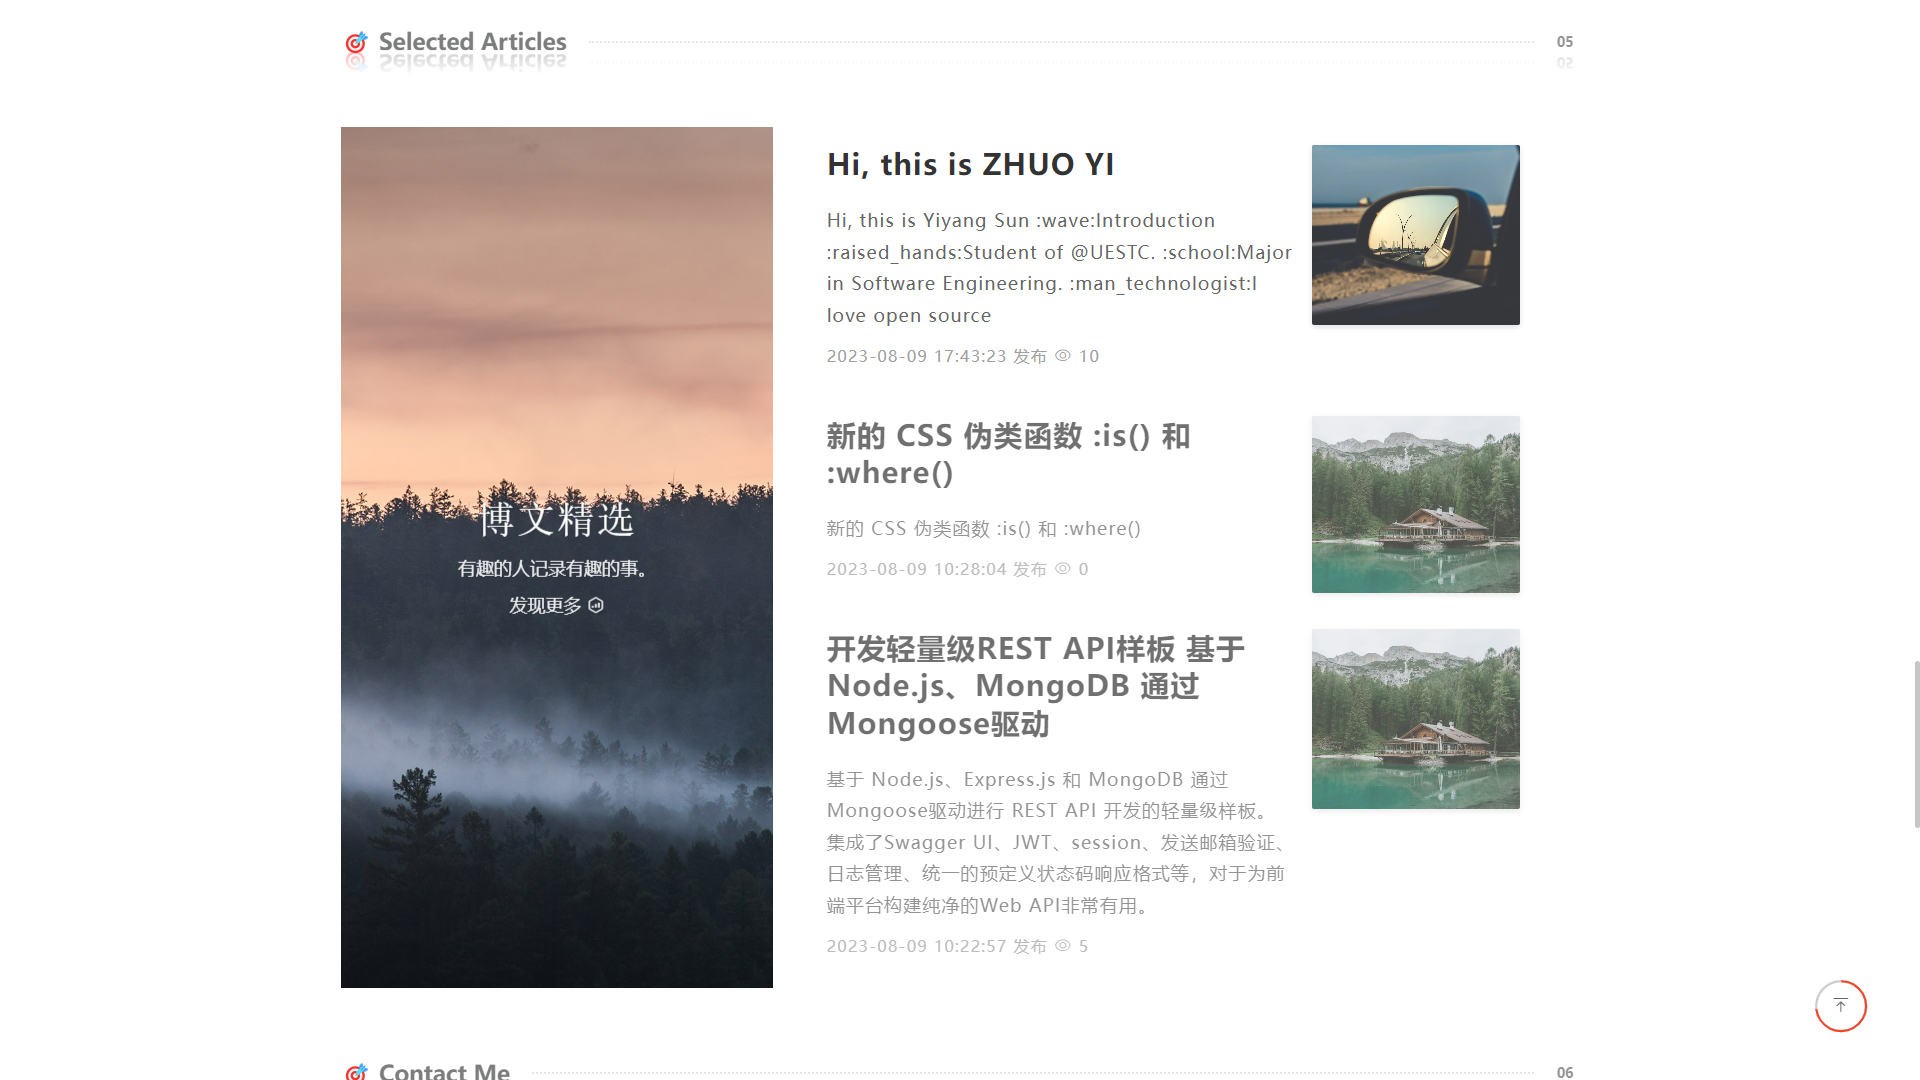 Selected Articles
05
博文精选
有趣的人记录有趣的事。
发现更多
Hi, this is ZHUO YI
Hi, this is Yiyang Sun :wave:Introduction
:raised_hands:Student of @UESTC. :school:Major
in Software Engineering. :man_technologist:I
love open source
2023-08-09 17:43:23 发布 10
新的 CSS 伪类函数 :is() 和
:where()
新的 CSS 伪类函数 :is() 和 :where()
2023-08-09 10:28:04 发布 0
开发轻量级REST API样板 基于
Node.js、MongoDB 通过
Mongoose驱动
基于 Node.js、Express.js 和 MongoDB 通过
Mongoose驱动进行 REST API 开发的轻量级样板。
集成了Swagger UI、JWT、session、发送邮箱验证、
日志管理、统一的预定义状态码响应格式等，对于为前
端平台构建纯净的Web API非常有用。
2023-08-09 10:22:57 发布 5
Contact Me
06